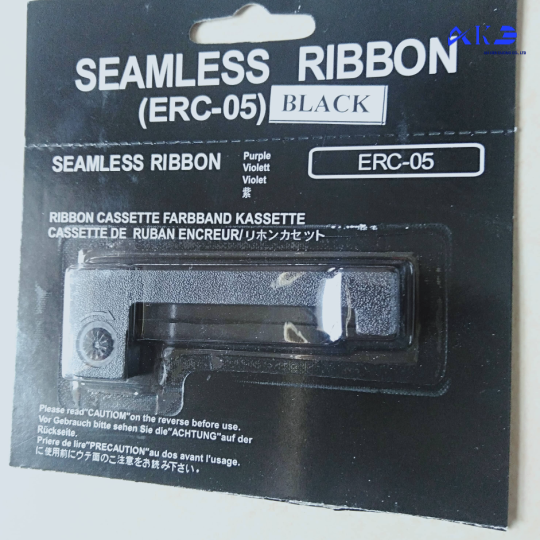 AK3
SEAMLESS RIBBON
(ERC-05) BLACK
SEAMLESS RIBBON
Purple
Violett
Violet
紫
ERC-05
RIBBON CASSETTE FARBBAND KASSETTE
CASSETTE DE RUBAN ENCREUR/リホンカセット
Please read"CAUTIOM"on the reverse before use.
Vor Gebrauch bitte sehen Sie die"ACHTUNG"auf der
Rückseite.
Priere de lire"PRECAUTION"au dos avant l'usage.
に使用前にウテ面のご注意をお読み下さい。